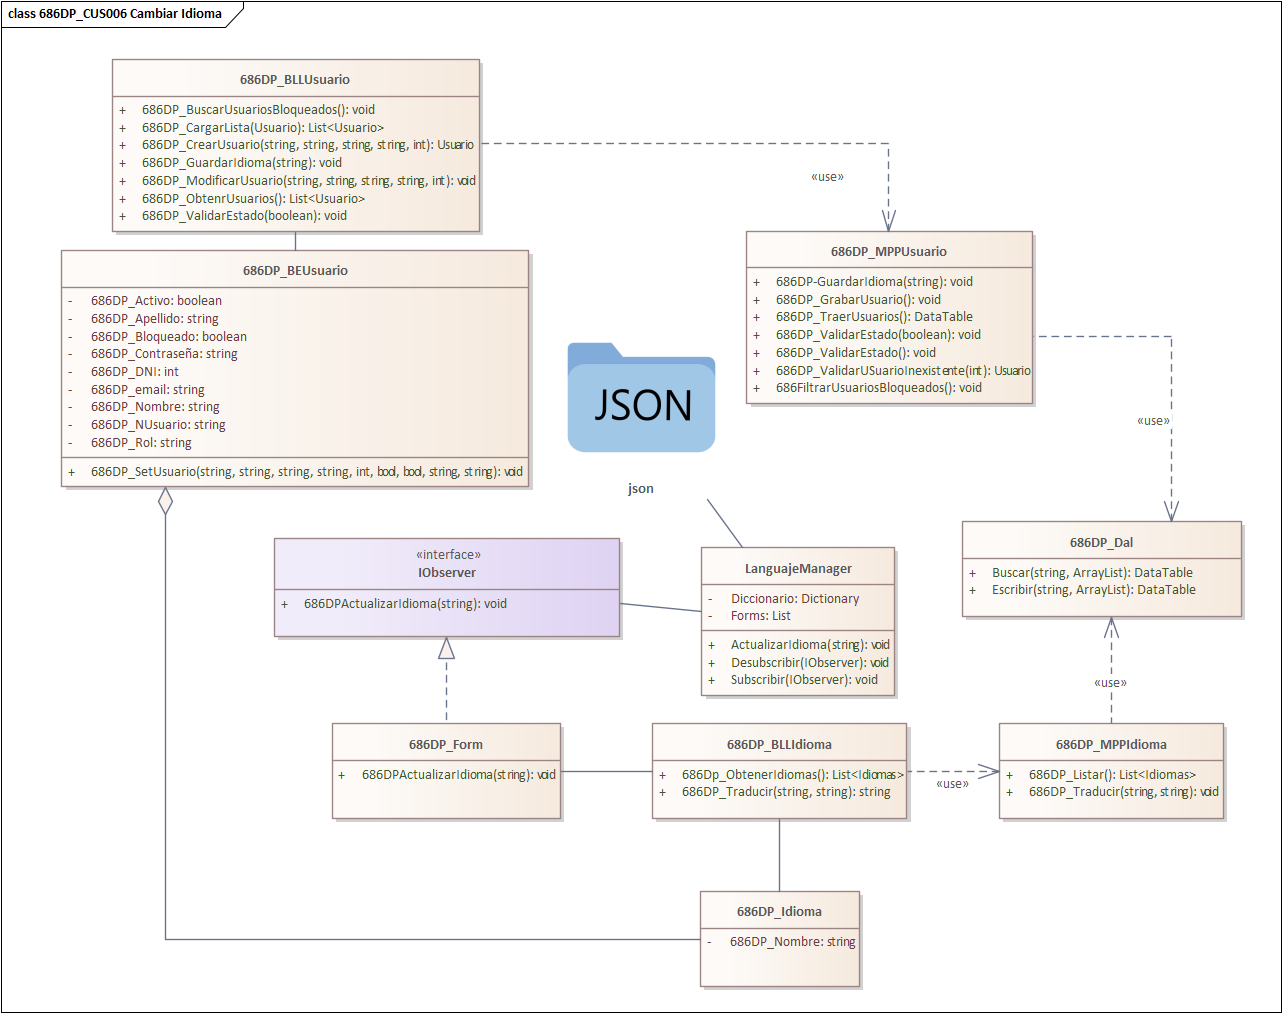 class 686DP_CUS006 Cambiar Idioma
686DP_BLLUsuario
+ 686DP_BuscarUsuariosBloqueados(): void
+ 686DP_CargarLista(Usuario): List<Usuario>
+ 686DP_CrearUsuario(string, string, string, string, int): Usuario
+ 686DP_GuardarIdioma(string): void
+ 686DP_ModificarUsuario(string, string, string, string, int): void
+ 686DP_ObtenrUsuarios(): List<Usuario>
+ 686DP_ValidarEstado(boolean): void
«use»
686DP_BEUsuario
- 686DP_Activo: boolean
- 686DP_Apellido: string
- 686DP_Bloqueado: boolean
- 686DP_Contraseña: string
- 686DP_DNI: int
- 686DP_email: string
- 686DP_Nombre: string
- 686DP_NUsuario: string
- 686DP_Rol: string
+ 686DP_SetUsuario(string, string, string, string, int, bool, bool, string, string): void
686DP_MPPUsuario
+ 686DP-GuardarIdioma(string): void
+ 686DP_GrabarUsuario(): void
+ 686DP_TraerUsuarios(): DataTable
+ 686DP_ValidarEstado(boolean): void
+ 686DP_ValidarEstado(): void
+ 686DP_ValidarUSuarioInexistente(int): Usuario
+ 686FiltrarUsuariosBloqueados(): void
«use»
JSON
json
«interface»
IObserver
+ 686DPActualizarIdioma(string): void
LanguajeManager
- Diccionario: Dictionary
- Forms: List
+ ActualizarIdioma(string): void
+ Desubscribir(IObserver): void
+ Subscribir(IObserver): void
686DP_Dal
+ Buscar(string, ArrayList): DataTable
+ Escribir(string, ArrayList): DataTable
«use»
686DP_Form
+ 686DPActualizarIdioma(string): void
686DP_BLLIdioma
+ 686Dp_ObtenerIdiomas(): List<Idiomas>
+ 686DP_Traducir(string, string): string
«use»
686DP_MPPIdioma
+ 686DP_Listar(): List<Idiomas>
+ 686DP_Traducir(string, string): void
686DP_Idioma
- 686DP_Nombre: string